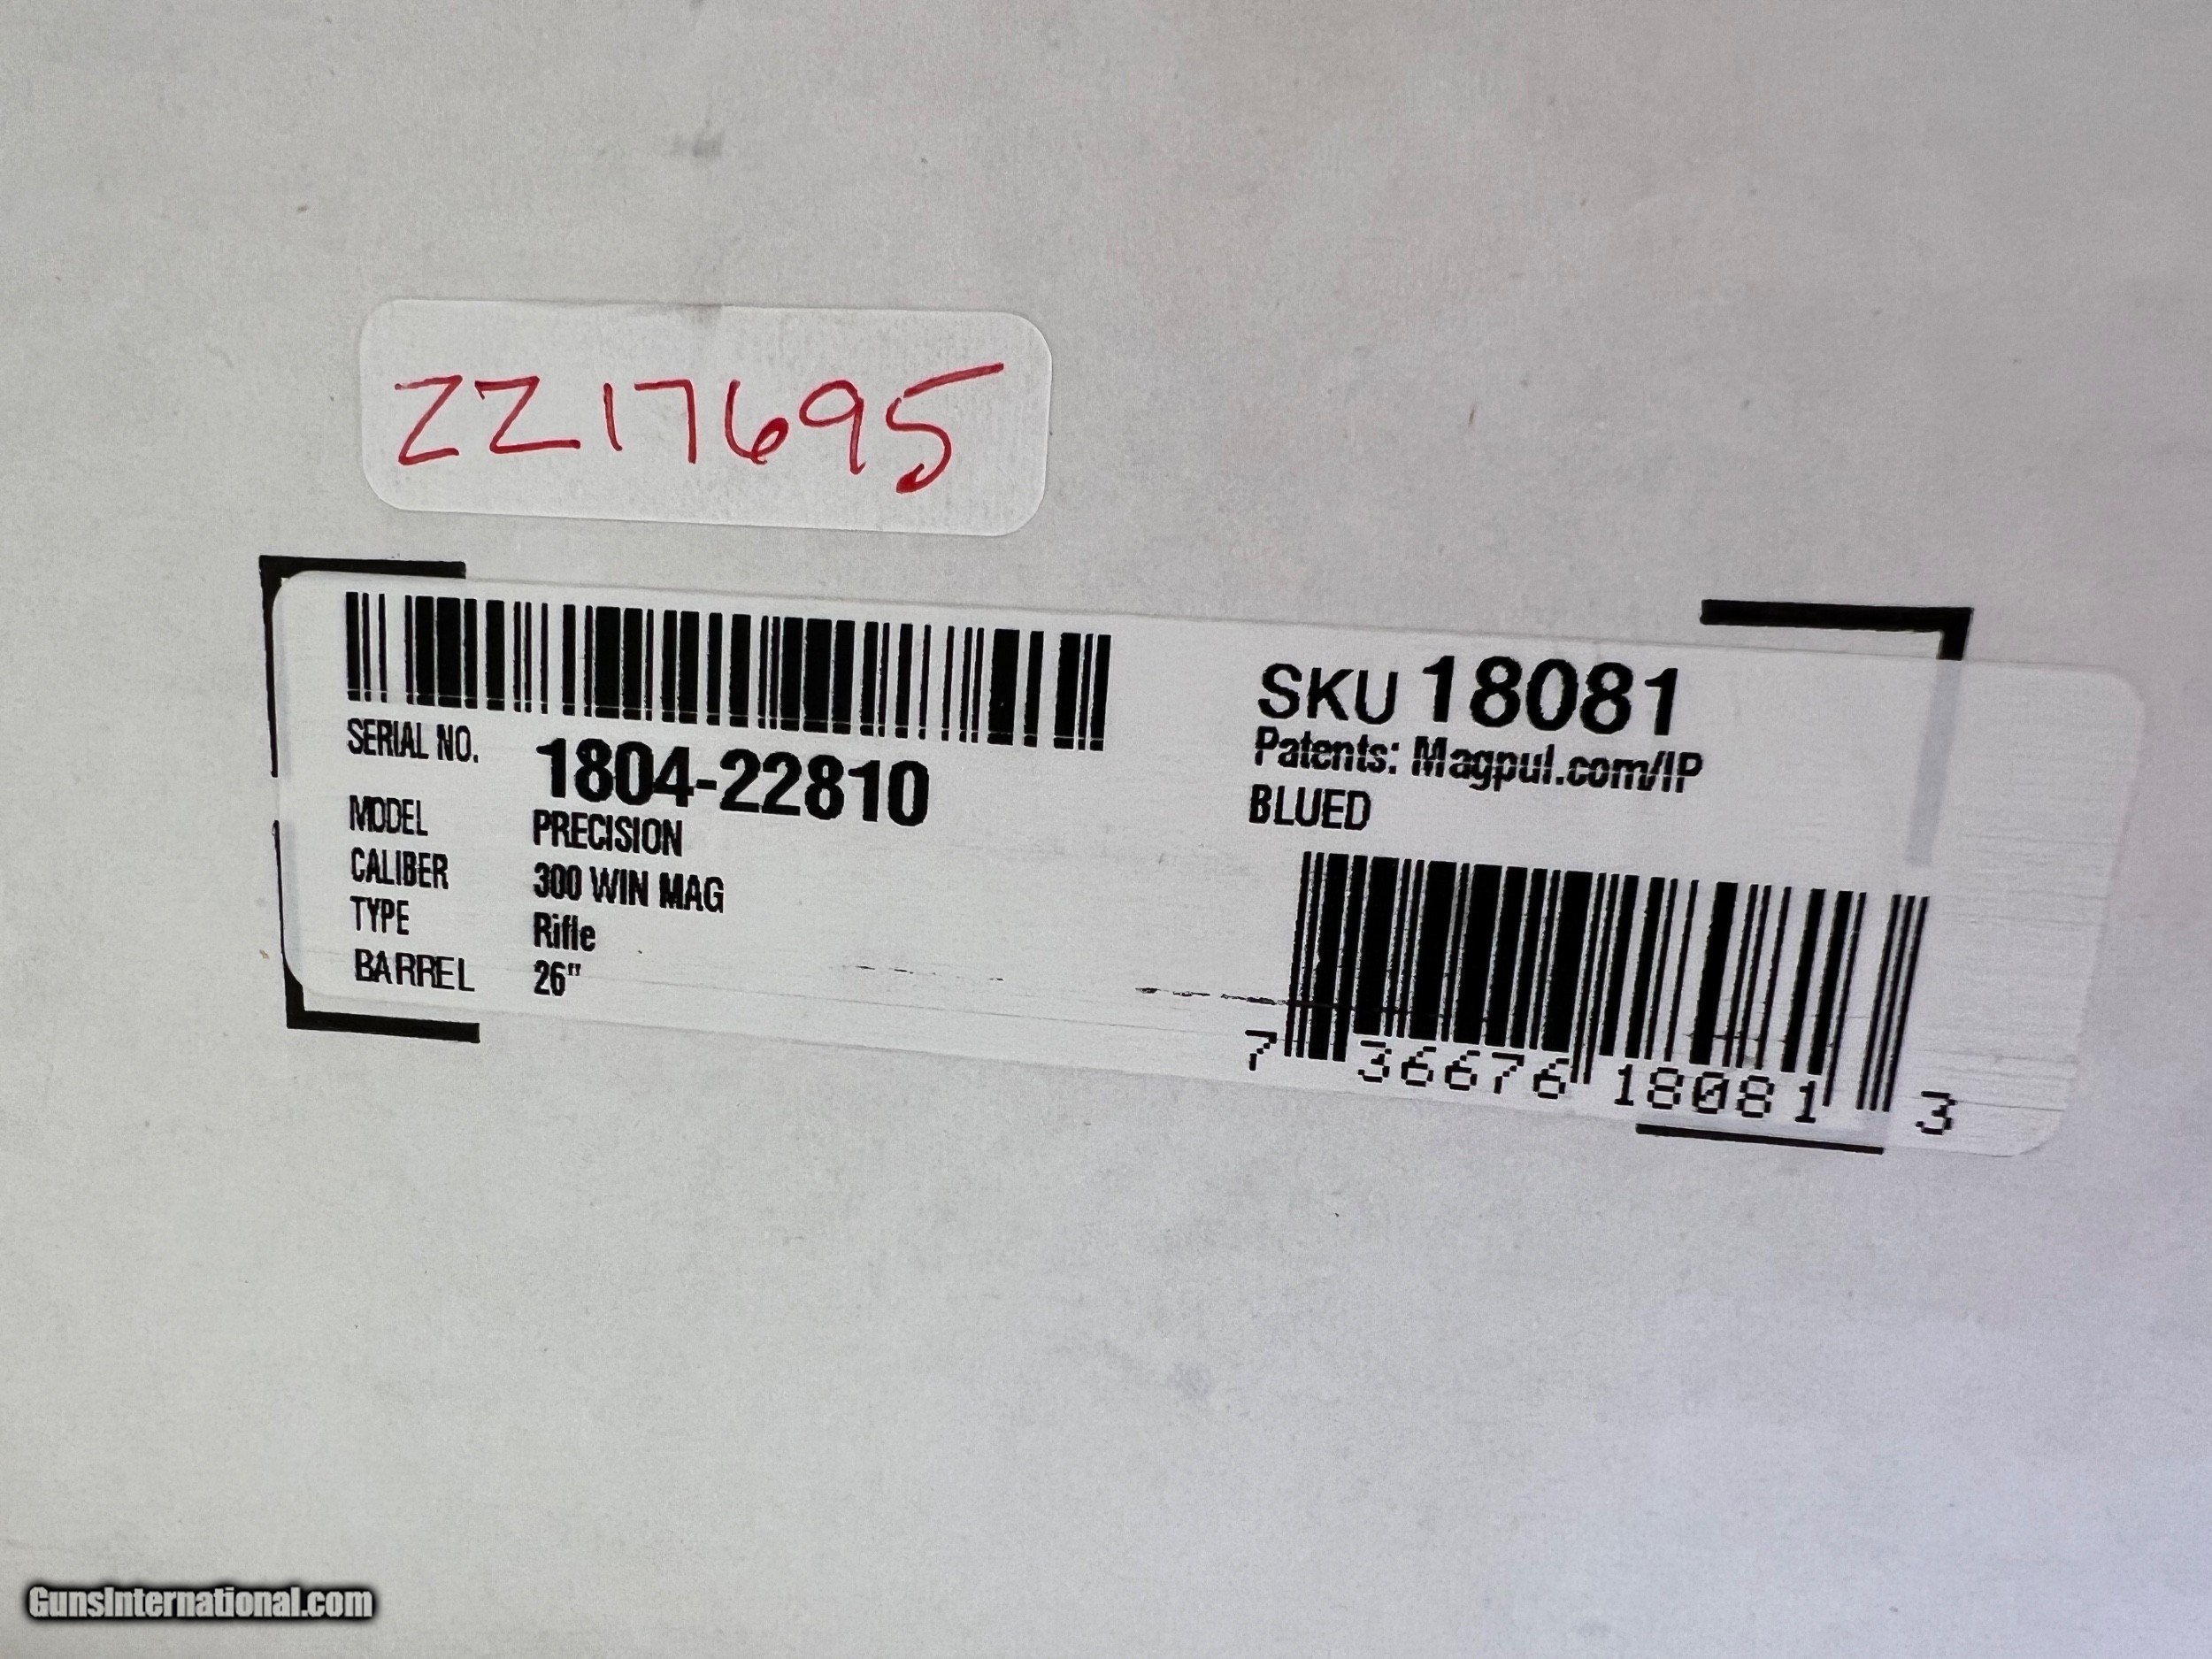 ZZ17695
SERIAL NO. 1804-22810
MODEL PRECISION
CALIBER 300 WIN MAG
TYPE Rifle
BARREL 26"
SKU 18081
Patents: Magpul.com/IP
BLUED
7 36676 18081 3
GunsInternational.com